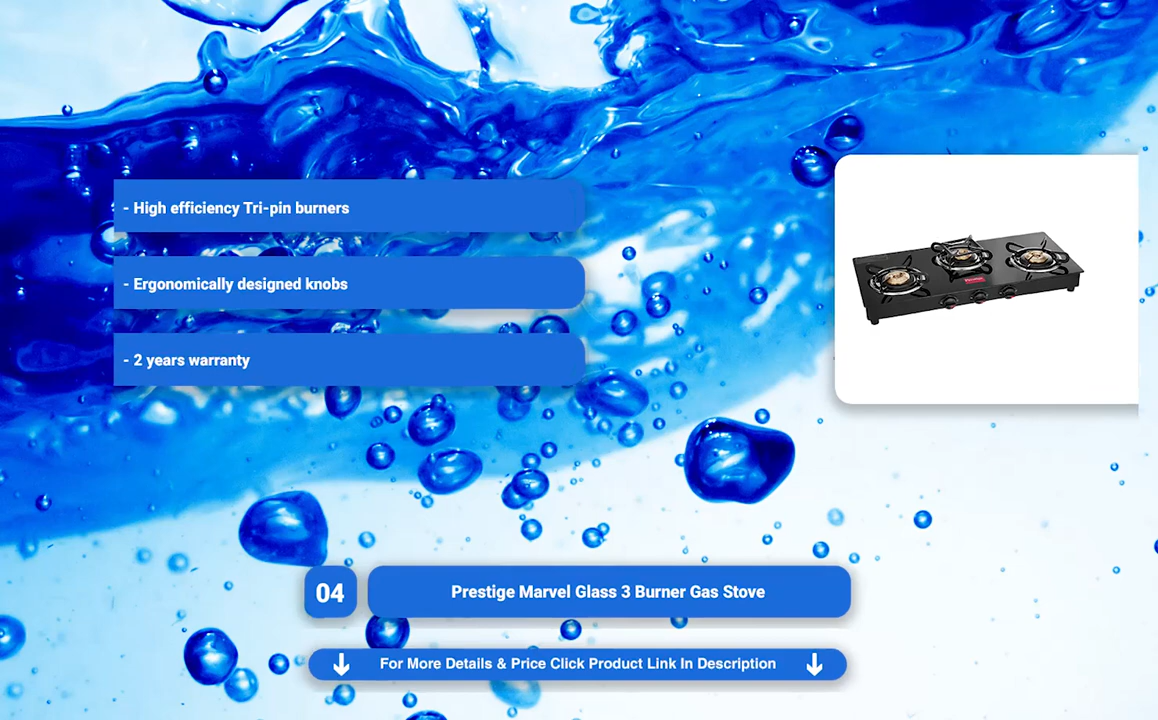 - High efficiency Tri-pin burners
- Ergonomically designed knobs
- 2 years warranty
04
Prestige Marvel Glass 3 Burner Gas Stove
For More Details & Price Click Product Link In Description